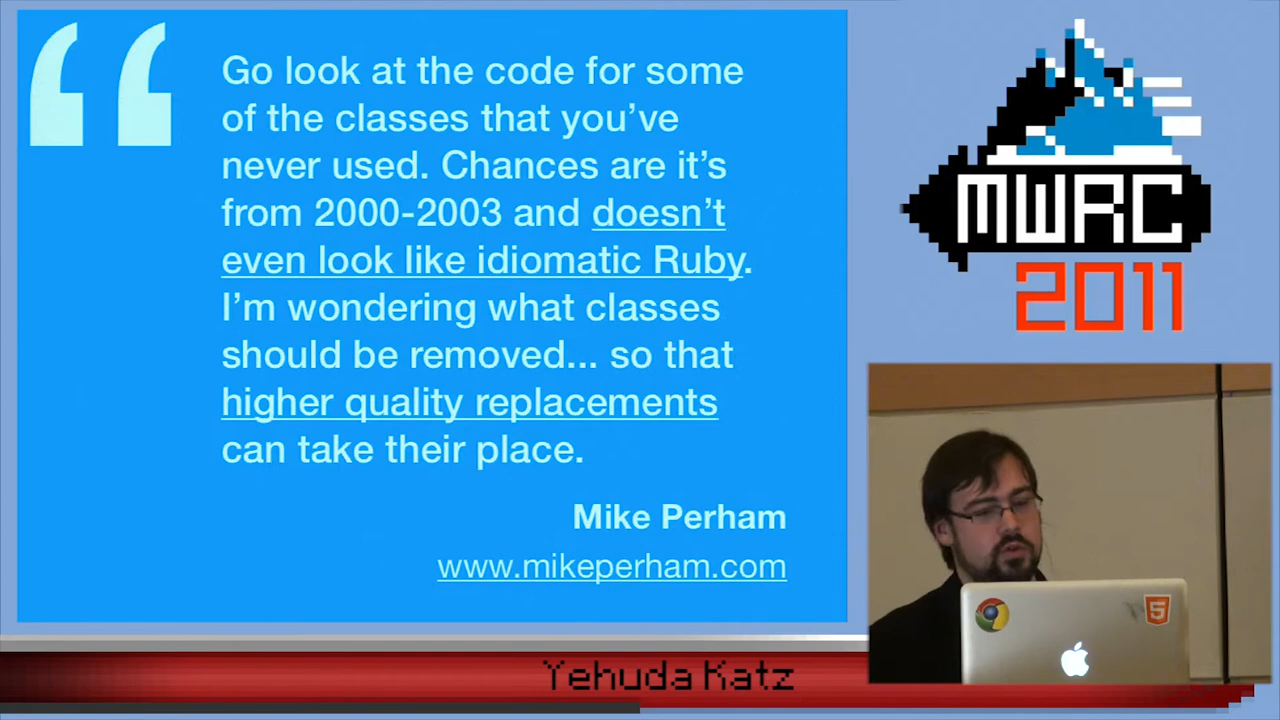 Go look at the code for some
of the classes that you’ve
never used. Chances are it’s
from 2000-2003 and doesn’t
even look like idiomatic Ruby.
I’m wondering what classes
should be removed... so that
higher quality replacements
can take their place.
Mike Perham
www.mikeperham.com
MWRC
2011
5
Yehuda Katz